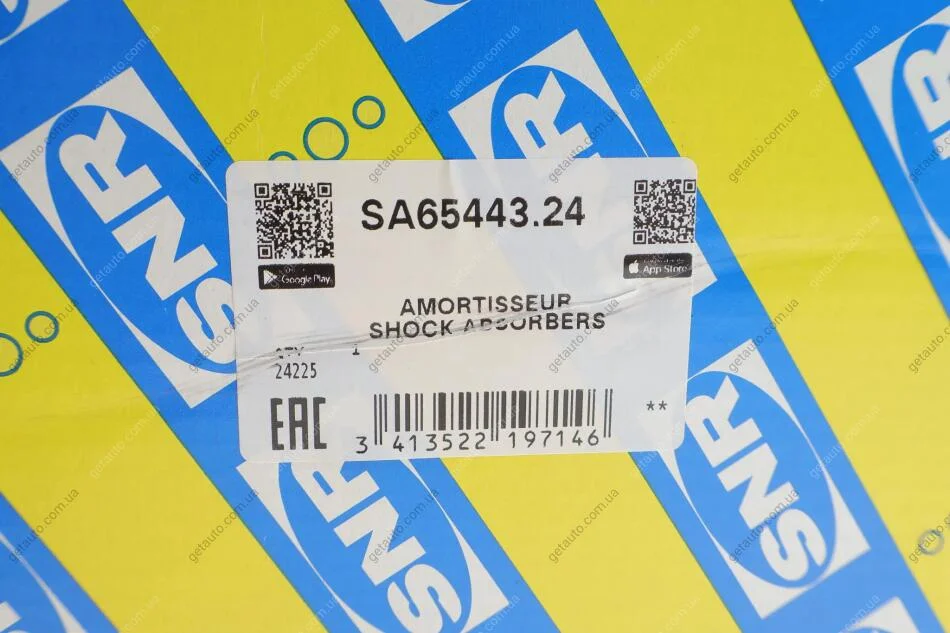 SNR
SNR
SNR
SA65443.24
Google Play
App Store
AMORTISSEUR
SHOCK ABSORBERS
QTY 1
24225
EAC
**
3 413522 197146
SNR
SNR
getauto.com.ua